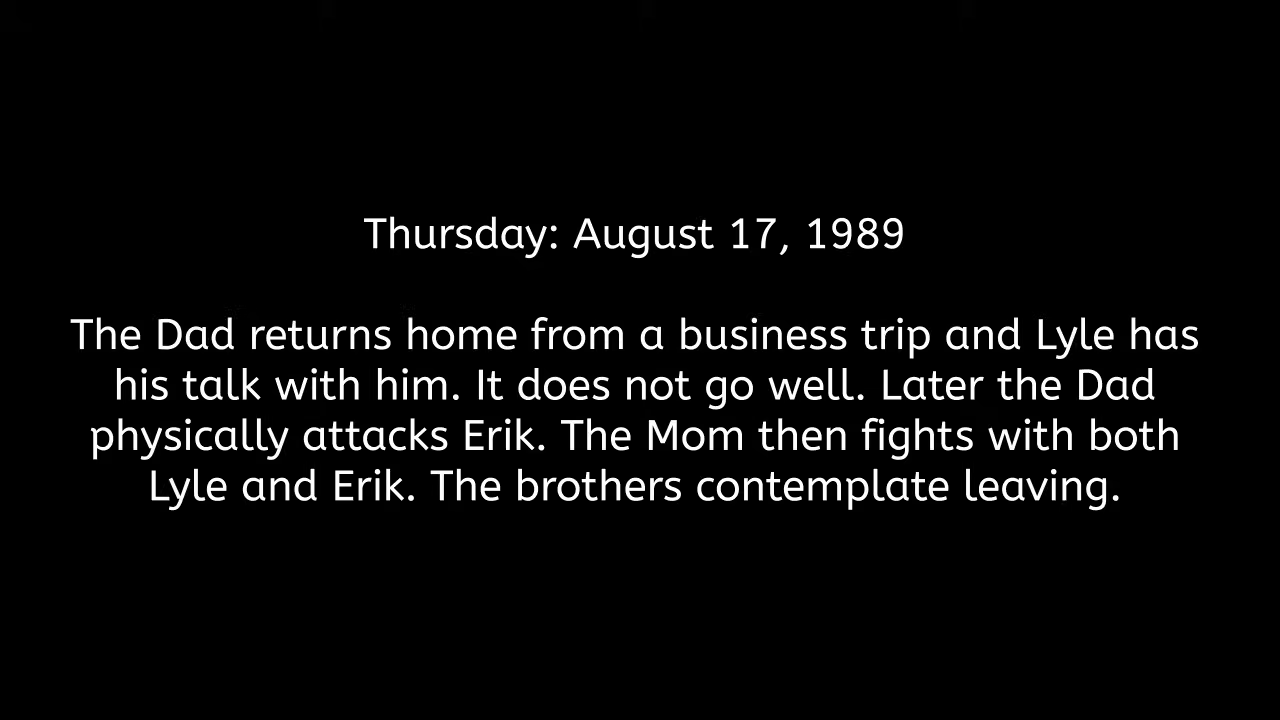 Thursday: August 17, 1989
The Dad returns home from a business trip and Lyle has
his talk with him. It does not go well. Later the Dad
physically attacks Erik. The Mom then fights with both
Lyle and Erik. The brothers contemplate leaving.